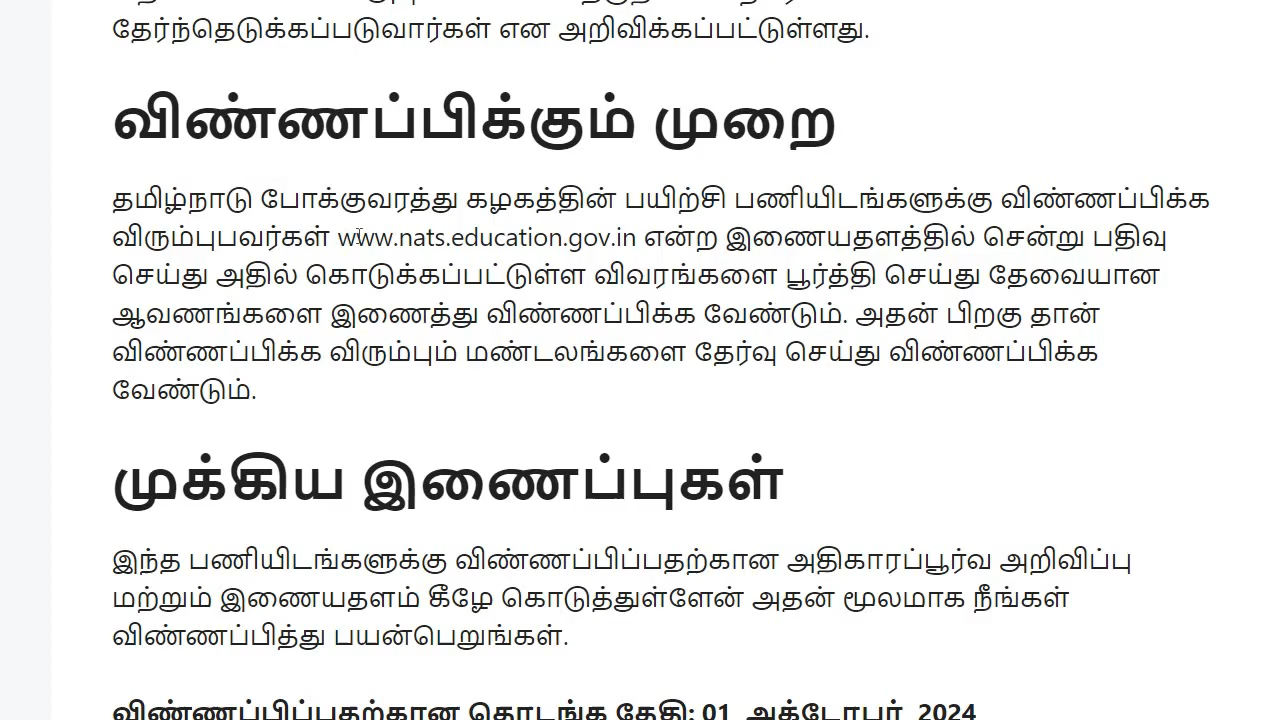 தேர்ந்தெடுக்கப்படுவார்கள் என அறிவிக்கப்பட்டுள்ளது.
விண்ணப்பிக்கும் முறை
தமிழ்நாடு போக்குவரத்து கழகத்தின் பயிற்சி பணியிடங்களுக்கு விண்ணப்பிக்க
விரும்புபவர்கள் www.nats.education.gov.in என்ற இணையதளத்தில் சென்று பதிவு
செய்து அதில் கொடுக்கப்பட்டுள்ள விவரங்களை பூர்த்தி செய்து தேவையான
ஆவணங்களை இணைத்து விண்ணப்பிக்க வேண்டும். அதன் பிறகு தான்
விண்ணப்பிக்க விரும்பும் மண்டலங்களை தேர்வு செய்து விண்ணப்பிக்க
வேண்டும்.
முக்கிய இணைப்புகள்
இந்த பணியிடங்களுக்கு விண்ணப்பிப்பதற்கான அதிகாரப்பூர்வ அறிவிப்பு
மற்றும் இணையதளம் கீழே கொடுத்துள்ளேன் அதன் மூலமாக நீங்கள்
விண்ணப்பித்து பயன்பெறுங்கள்.
விண்ணப்பிப்பதற்கான தொடங்க தேதி: 01, அக்டோபர், 2024